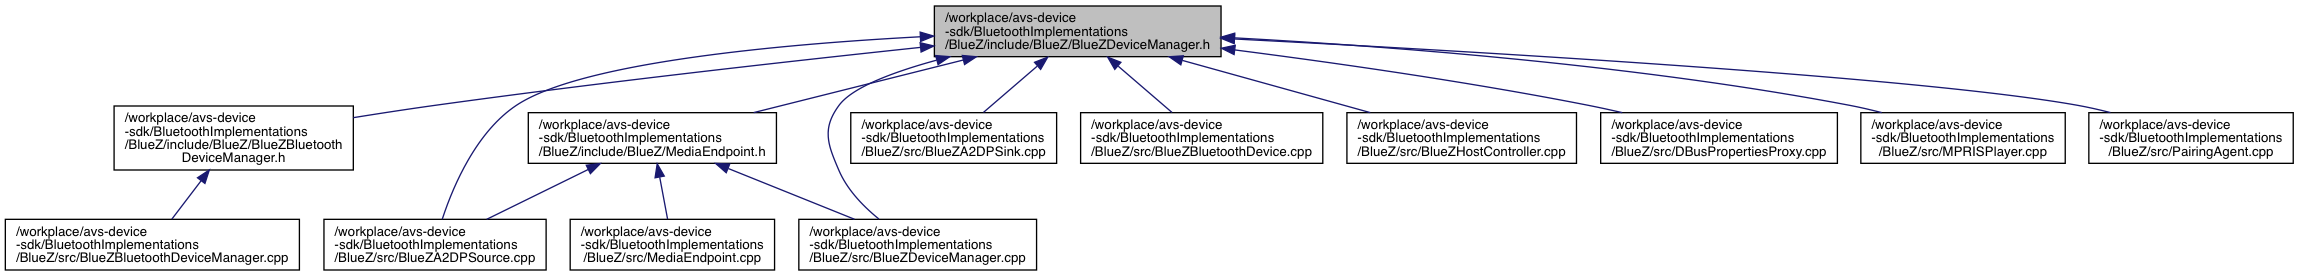 /workplace/avs-device
-sdk/BluetoothImplementations
/BlueZ/include/BlueZ/BlueZDeviceManager.h
/workplace/avs-device
-sdk/BluetoothImplementations
/BlueZ/include/BlueZ/BlueZBluetooth
DeviceManager.h
/workplace/avs-device
-sdk/BluetoothImplementations
/BlueZ/include/BlueZ/MediaEndpoint.h
/workplace/avs-device
-sdk/BluetoothImplementations
/BlueZ/src/BlueZA2DPSink.cpp
/workplace/avs-device
-sdk/BluetoothImplementations
/BlueZ/src/BlueZBluetoothDevice.cpp
/workplace/avs-device
-sdk/BluetoothImplementations
/BlueZ/src/BlueZHostController.cpp
/workplace/avs-device
-sdk/BluetoothImplementations
/BlueZ/src/DBusPropertiesProxy.cpp
/workplace/avs-device
-sdk/BluetoothImplementations
/BlueZ/src/MPRISPlayer.cpp
/workplace/avs-device
-sdk/BluetoothImplementations
/BlueZ/src/PairingAgent.cpp
/workplace/avs-device
-sdk/BluetoothImplementations
/BlueZ/src/BlueZBluetoothDeviceManager.cpp
/workplace/avs-device
-sdk/BluetoothImplementations
/BlueZ/src/BlueZA2DPSource.cpp
/workplace/avs-device
-sdk/BluetoothImplementations
/BlueZ/src/MediaEndpoint.cpp
/workplace/avs-device
-sdk/BluetoothImplementations
/BlueZ/src/BlueZDeviceManager.cpp